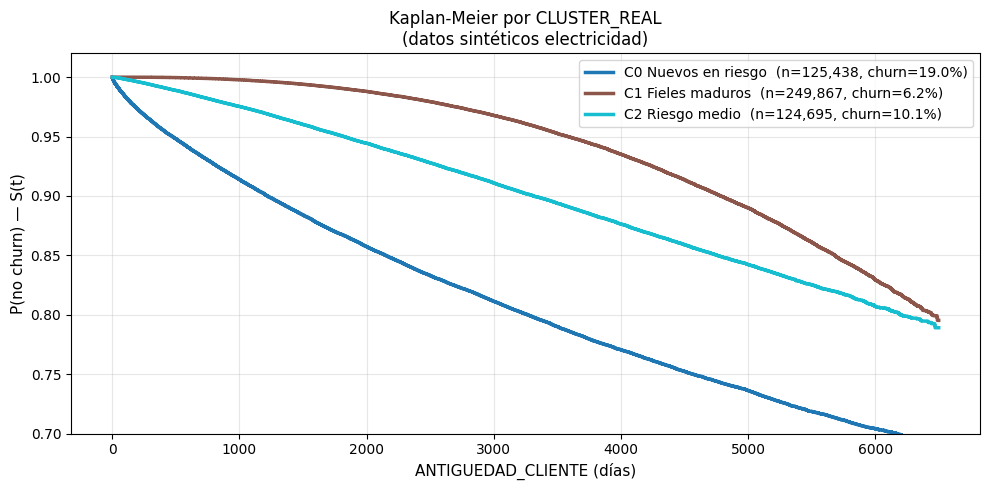 Kaplan-Meier por CLUSTER_REAL
(datos sintéticos electricidad)
C0 Nuevos en riesgo  (n=125,438, churn=19.0%)
C1 Fieles maduros  (n=249,867, churn=6.2%)
C2 Riesgo medio  (n=124,695, churn=10.1%)
P(no churn) — S(t)
1.00
0.95
0.90
0.85
0.80
0.75
0.70
0 1000 2000 3000 4000 5000 6000
ANTIGUEDAD_CLIENTE (días)